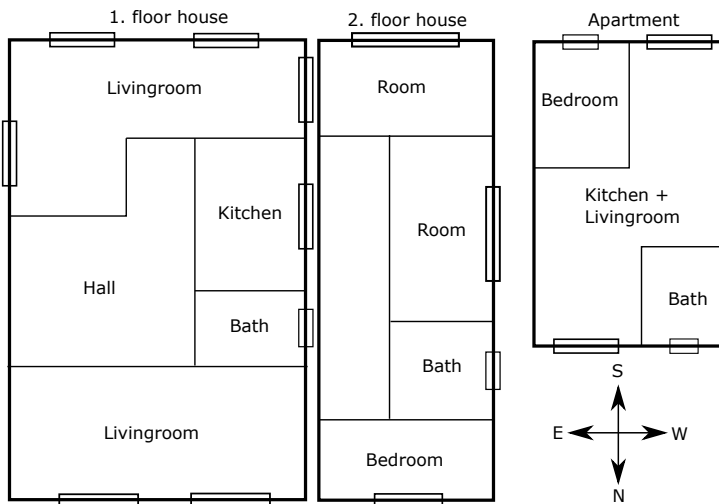 1. floor house
2. floor house
Apartment
Livingroom
Kitchen
Hall
Bath
Livingroom
Room
Room
Bath
Bedroom
Bedroom
Kitchen +
Livingroom
Bath
S
E
W
N